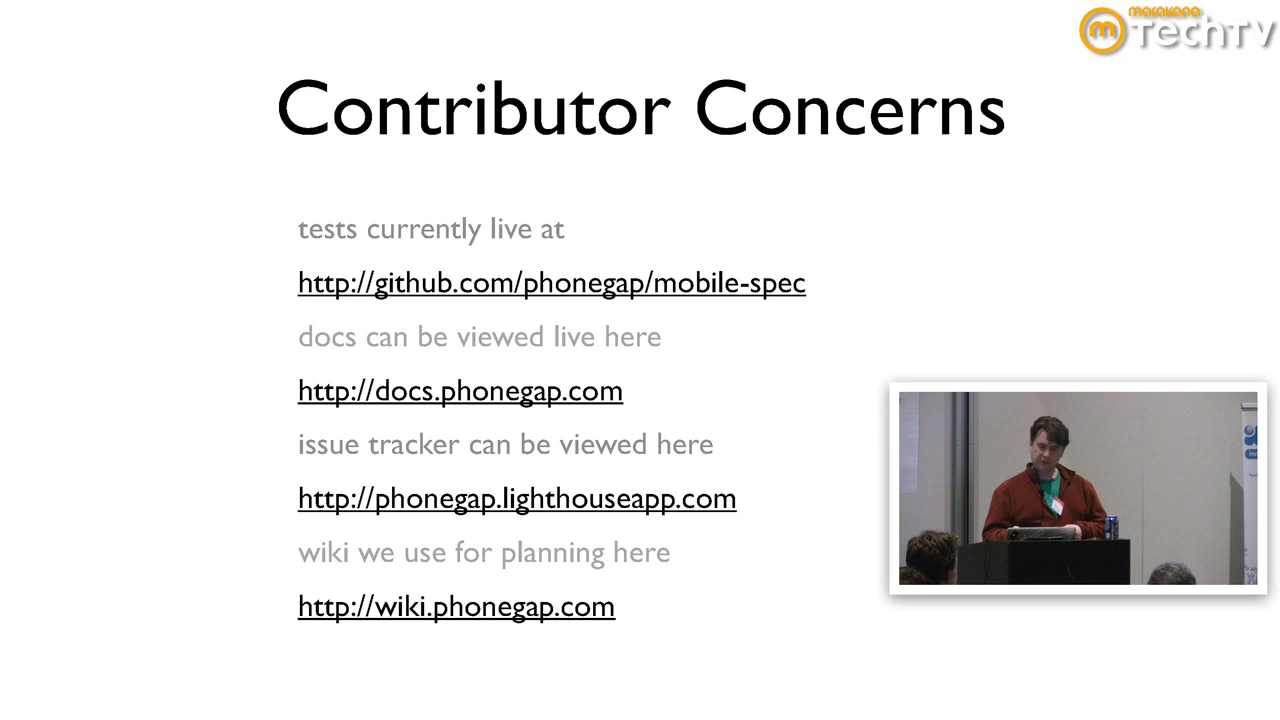 marakana
TechTV
Contributor Concerns
tests currently live at
http://github.com/phonegap/mobile-spec
docs can be viewed live here
http://docs.phonegap.com
issue tracker can be viewed here
http://phonegap.lighthouseapp.com
wiki we use for planning here
http://wiki.phonegap.com